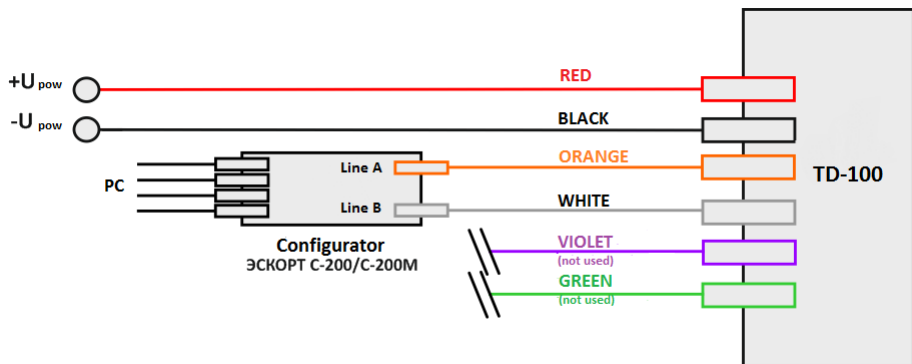 +U pow
RED
-U pow
BLACK
ORANGE
TD-100
PC
Line A
Line B
WHITE
Configurator
ЭСКОРТ С-200/С-200М
VIOLET
(not used)
GREEN
(not used)